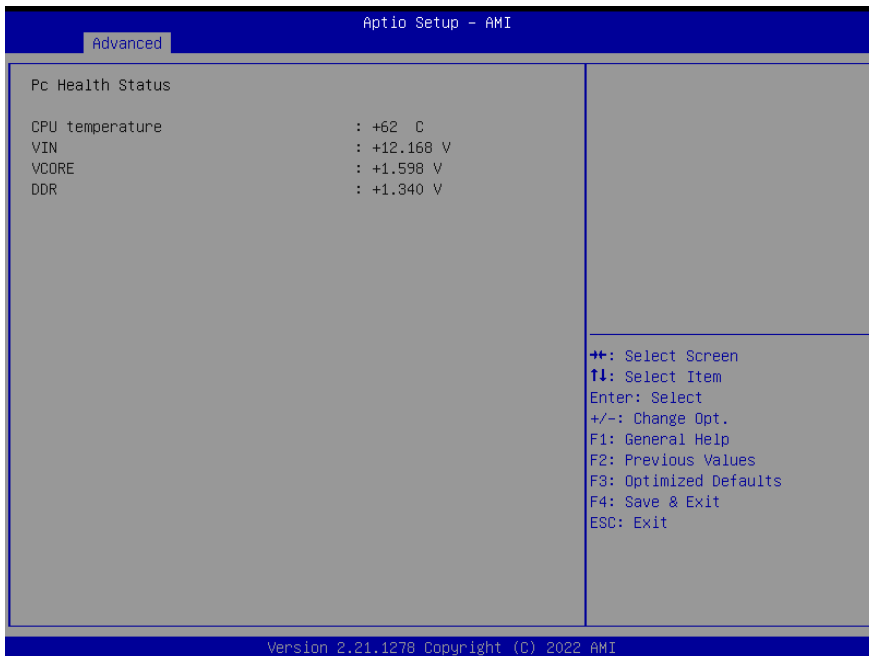 Aptio Setup - AMI
Advanced
Pc Health Status
CPU temperature : +62 C
VIN : +12.168 V
VCORE : +1.598 V
DDR : +1.340 V
→←: Select Screen
↑↓: Select Item
Enter: Select
+/-: Change Opt.
F1: General Help
F2: Previous Values
F3: Optimized Defaults
F4: Save & Exit
ESC: Exit
Version 2.21.1278 Copyright (C) 2022 AMI